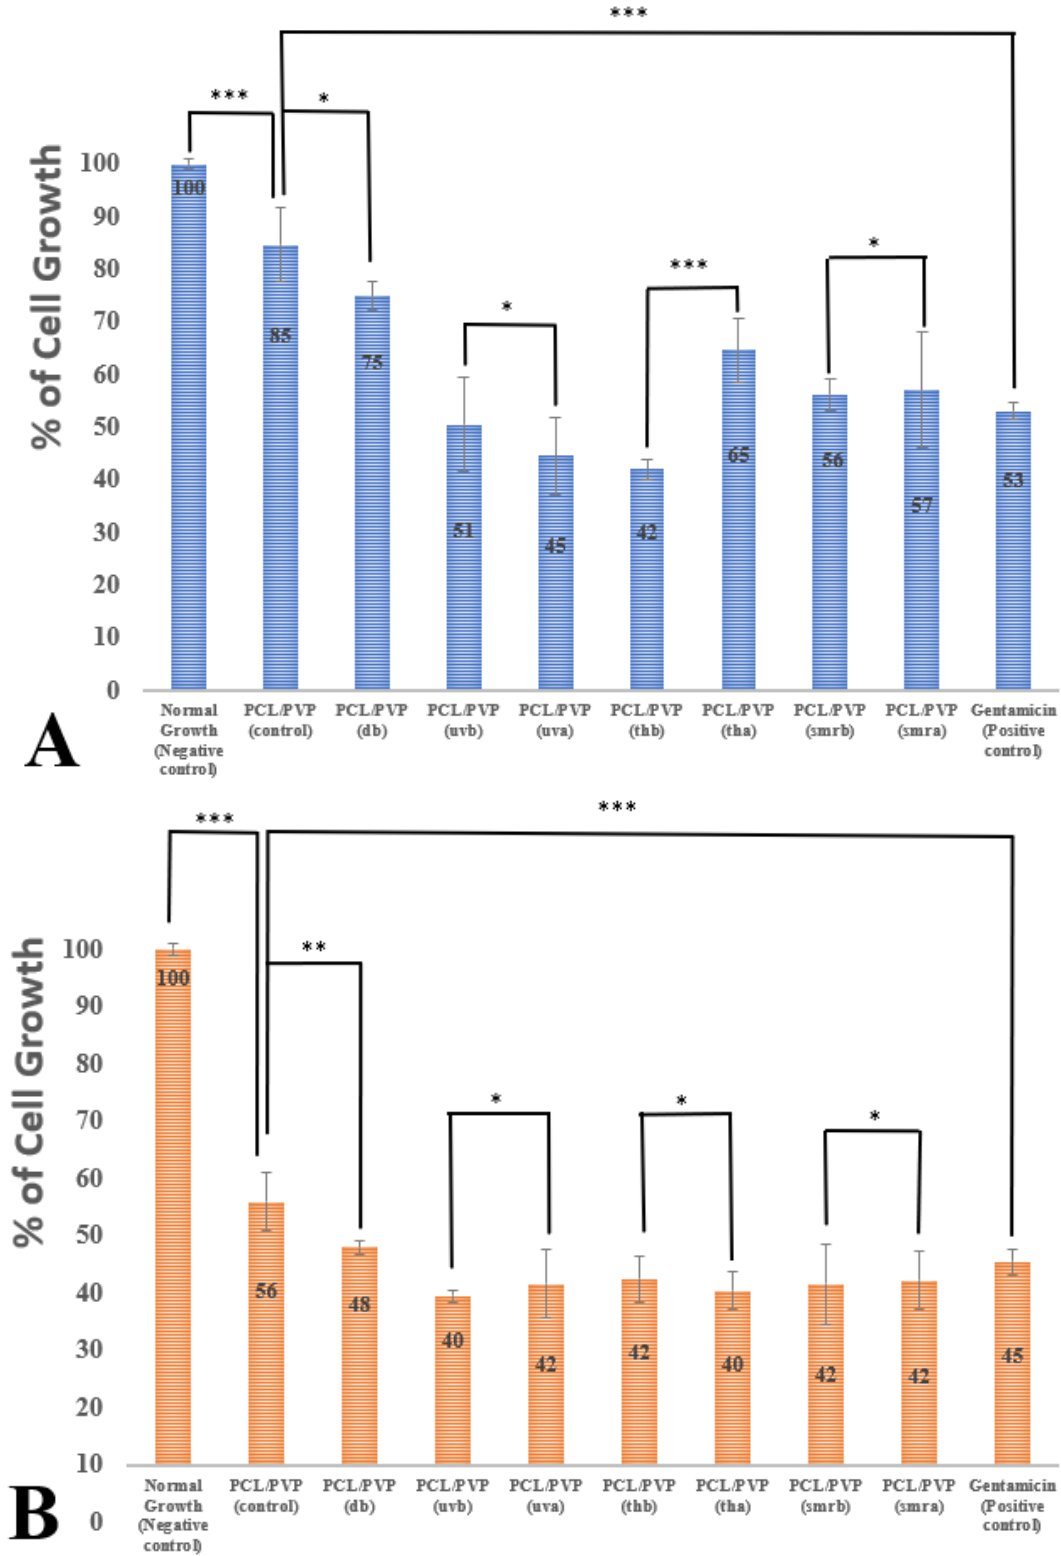 ***
***
*
% of Cell Growth
100
90
80
70
60
50
40
30
20
10
0
*
***
*
100
85
75
51
45
42
65
56
57
53
Normal Growth (Negative control)
PCL/PVP (control)
PCL/PVP (db)
PCL/PVP (uvb)
PCL/PVP (uva)
PCL/PVP (thb)
PCL/PVP (tha)
PCL/PVP (smrb)
PCL/PVP (smra)
Gentamicin (Positive control)
A
***
***
**
% of Cell Growth
100
90
80
70
60
50
40
30
20
10
0
*
*
*
100
56
48
40
42
42
40
42
42
45
Normal Growth (Negative control)
PCL/PVP (control)
PCL/PVP (db)
PCL/PVP (uvb)
PCL/PVP (uva)
PCL/PVP (thb)
PCL/PVP (tha)
PCL/PVP (smrb)
PCL/PVP (smra)
Gentamicin (Positive control)
B